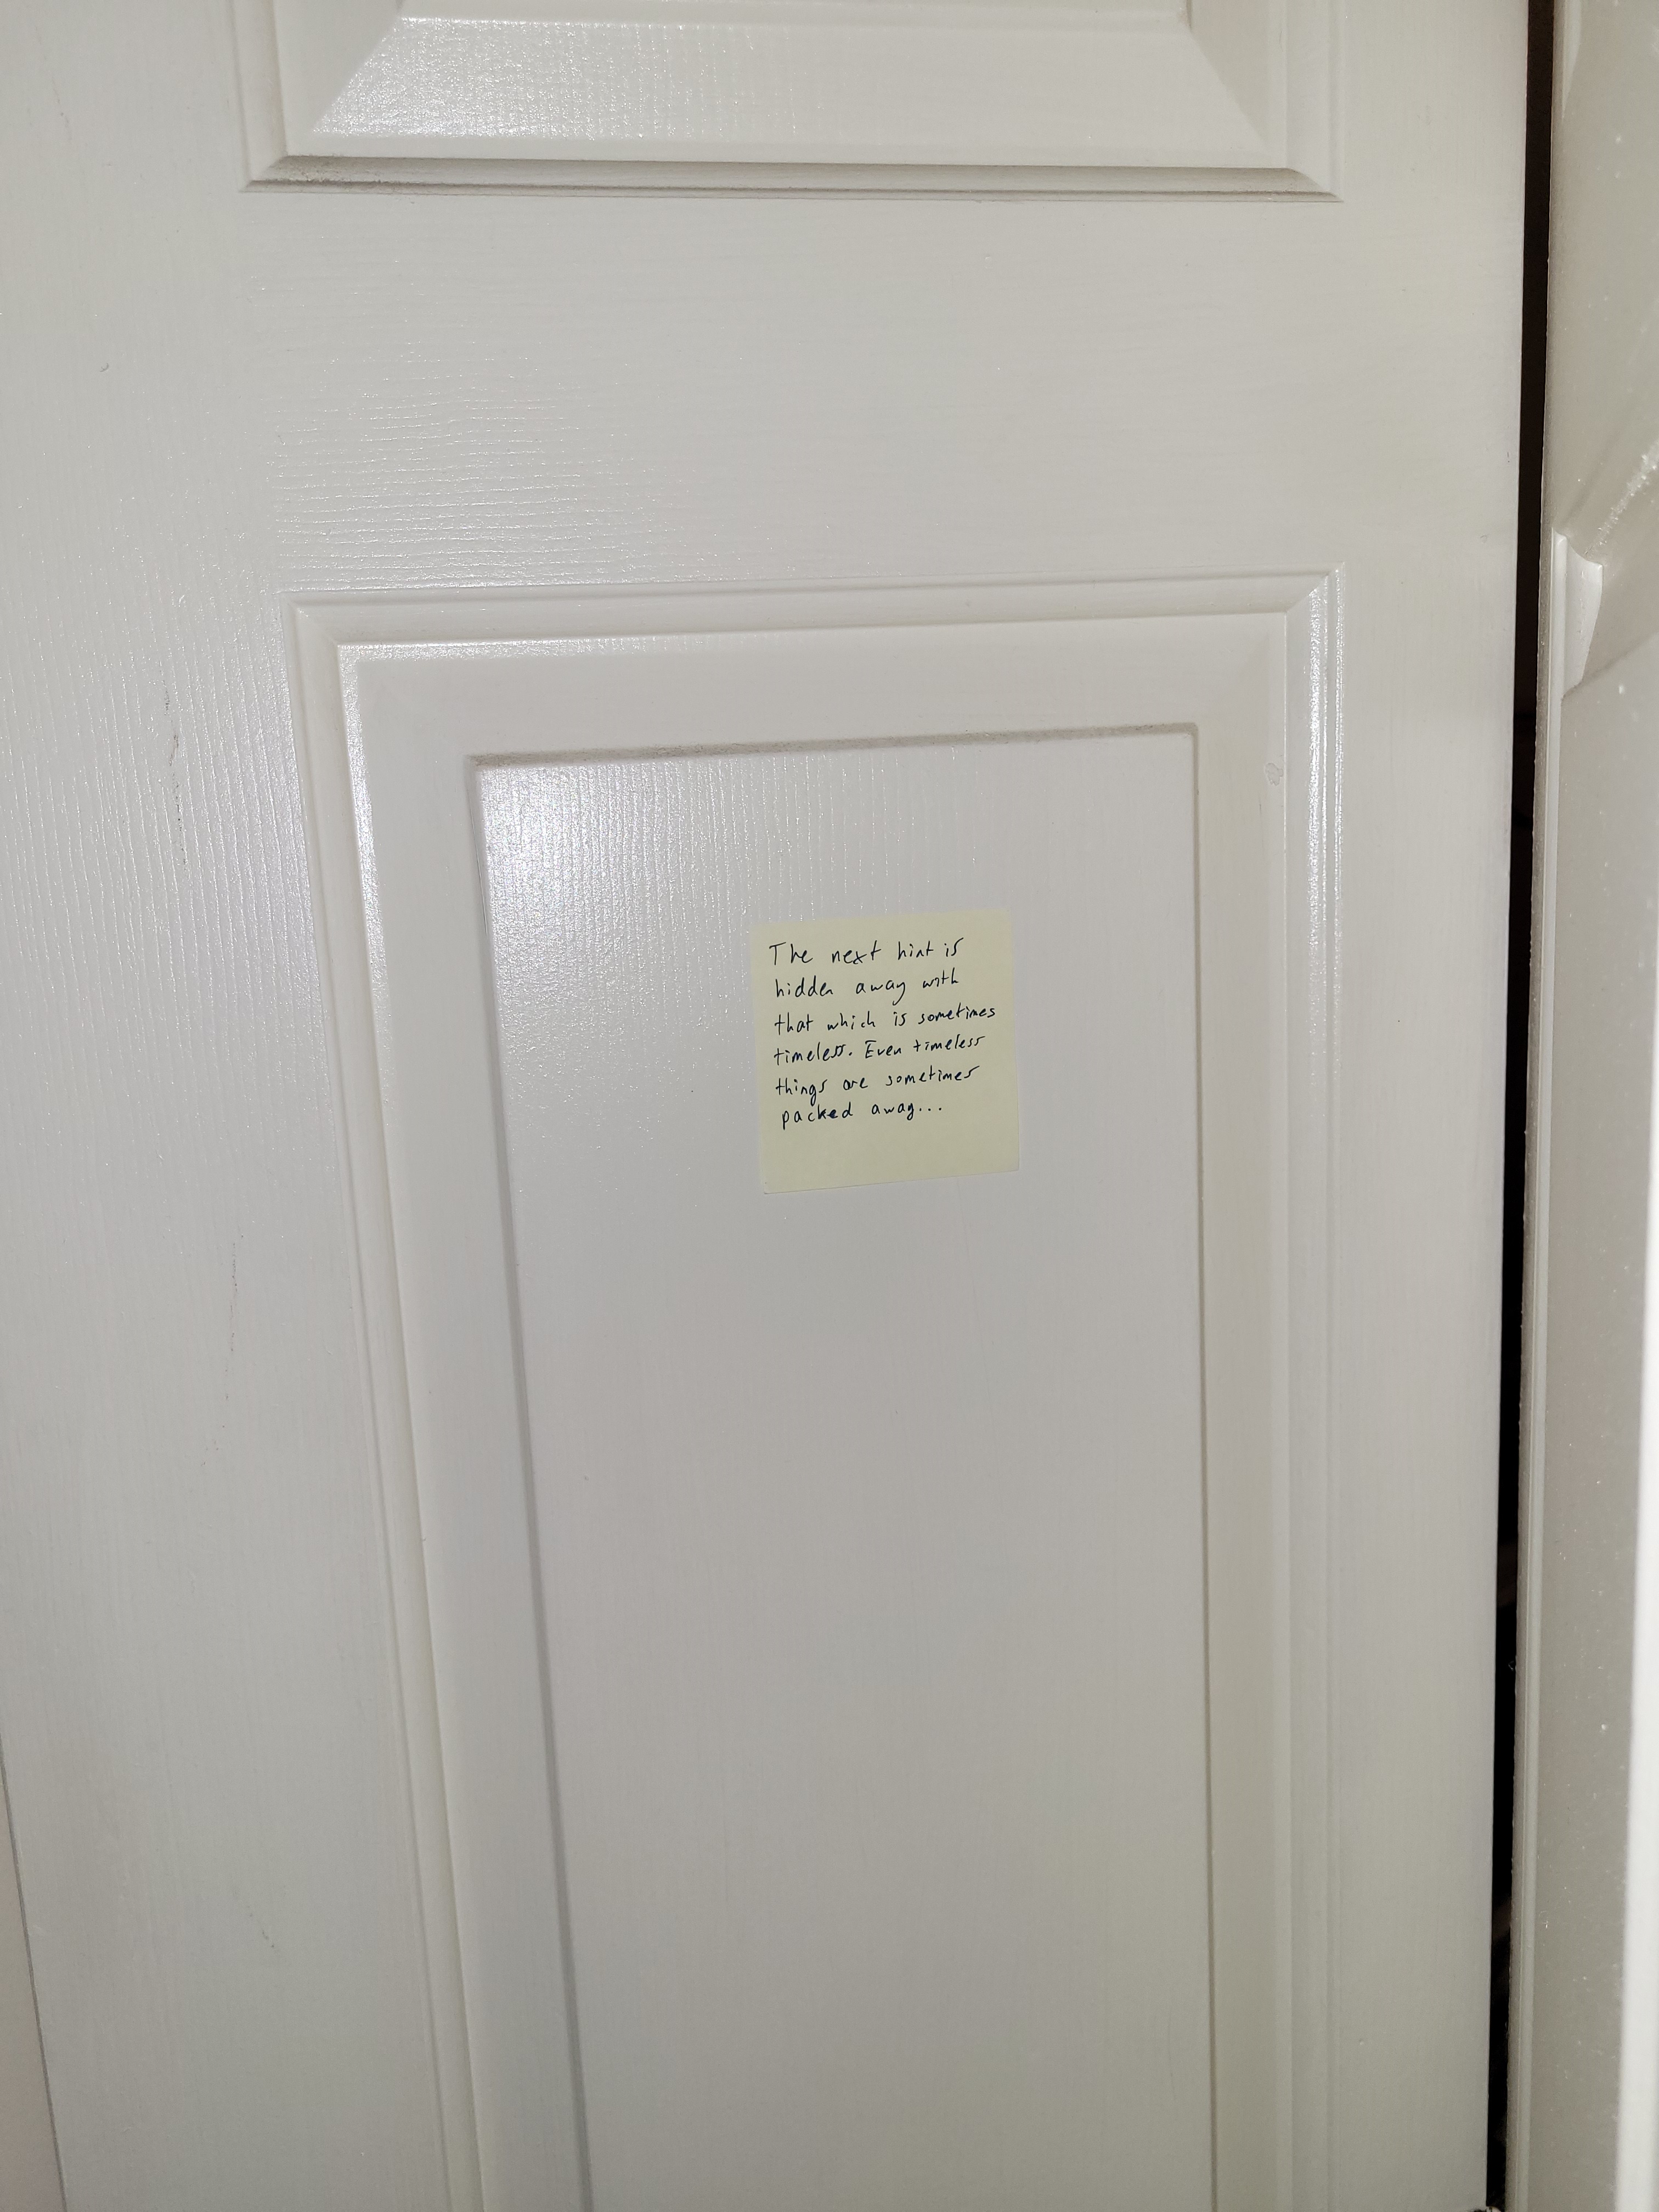 The next hint is
hidden away with
that which is sometimes
timeless. Even timeless
things are sometimes
packed away...